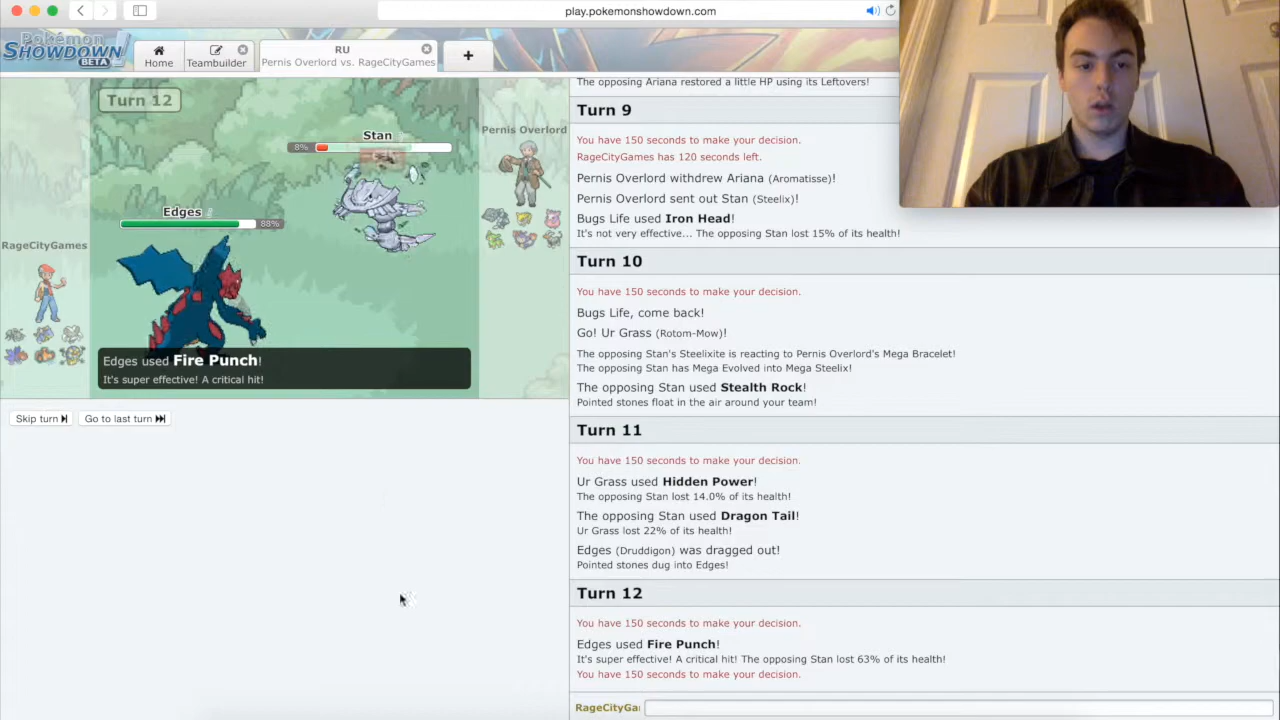 play.pokemonshowdown.com
Pokémon
SHOWDOWN
BETA
Home
Teambuilder
RU
Pernis Overlord vs. RageCityGames
+
Turn 12
Stan
8%
Pernis Overlord
Edges
88%
RageCityGames
Edges used Fire Punch!
It's super effective! A critical hit!
Skip turn
Go to last turn
The opposing Ariana restored a little HP using its Leftovers!
Turn 9
You have 150 seconds to make your decision.
RageCityGames has 120 seconds left.
Pernis Overlord withdrew Ariana (Aromatisse)!
Pernis Overlord sent out Stan (Steelix)!
Bugs Life used Iron Head!
It's not very effective... The opposing Stan lost 15% of its health!
Turn 10
You have 150 seconds to make your decision.
Bugs Life, come back!
Go! Ur Grass (Rotom-Mow)!
The opposing Stan's Steelixite is reacting to Pernis Overlord's Mega Bracelet!
The opposing Stan has Mega Evolved into Mega Steelix!
The opposing Stan used Stealth Rock!
Pointed stones float in the air around your team!
Turn 11
You have 150 seconds to make your decision.
Ur Grass used Hidden Power!
The opposing Stan lost 14.0% of its health!
The opposing Stan used Dragon Tail!
Ur Grass lost 22% of its health!
Edges (Druddigon) was dragged out!
Pointed stones dug into Edges!
Turn 12
You have 150 seconds to make your decision.
Edges used Fire Punch!
It's super effective! A critical hit! The opposing Stan lost 63% of its health!
You have 150 seconds to make your decision.
RageCityGa